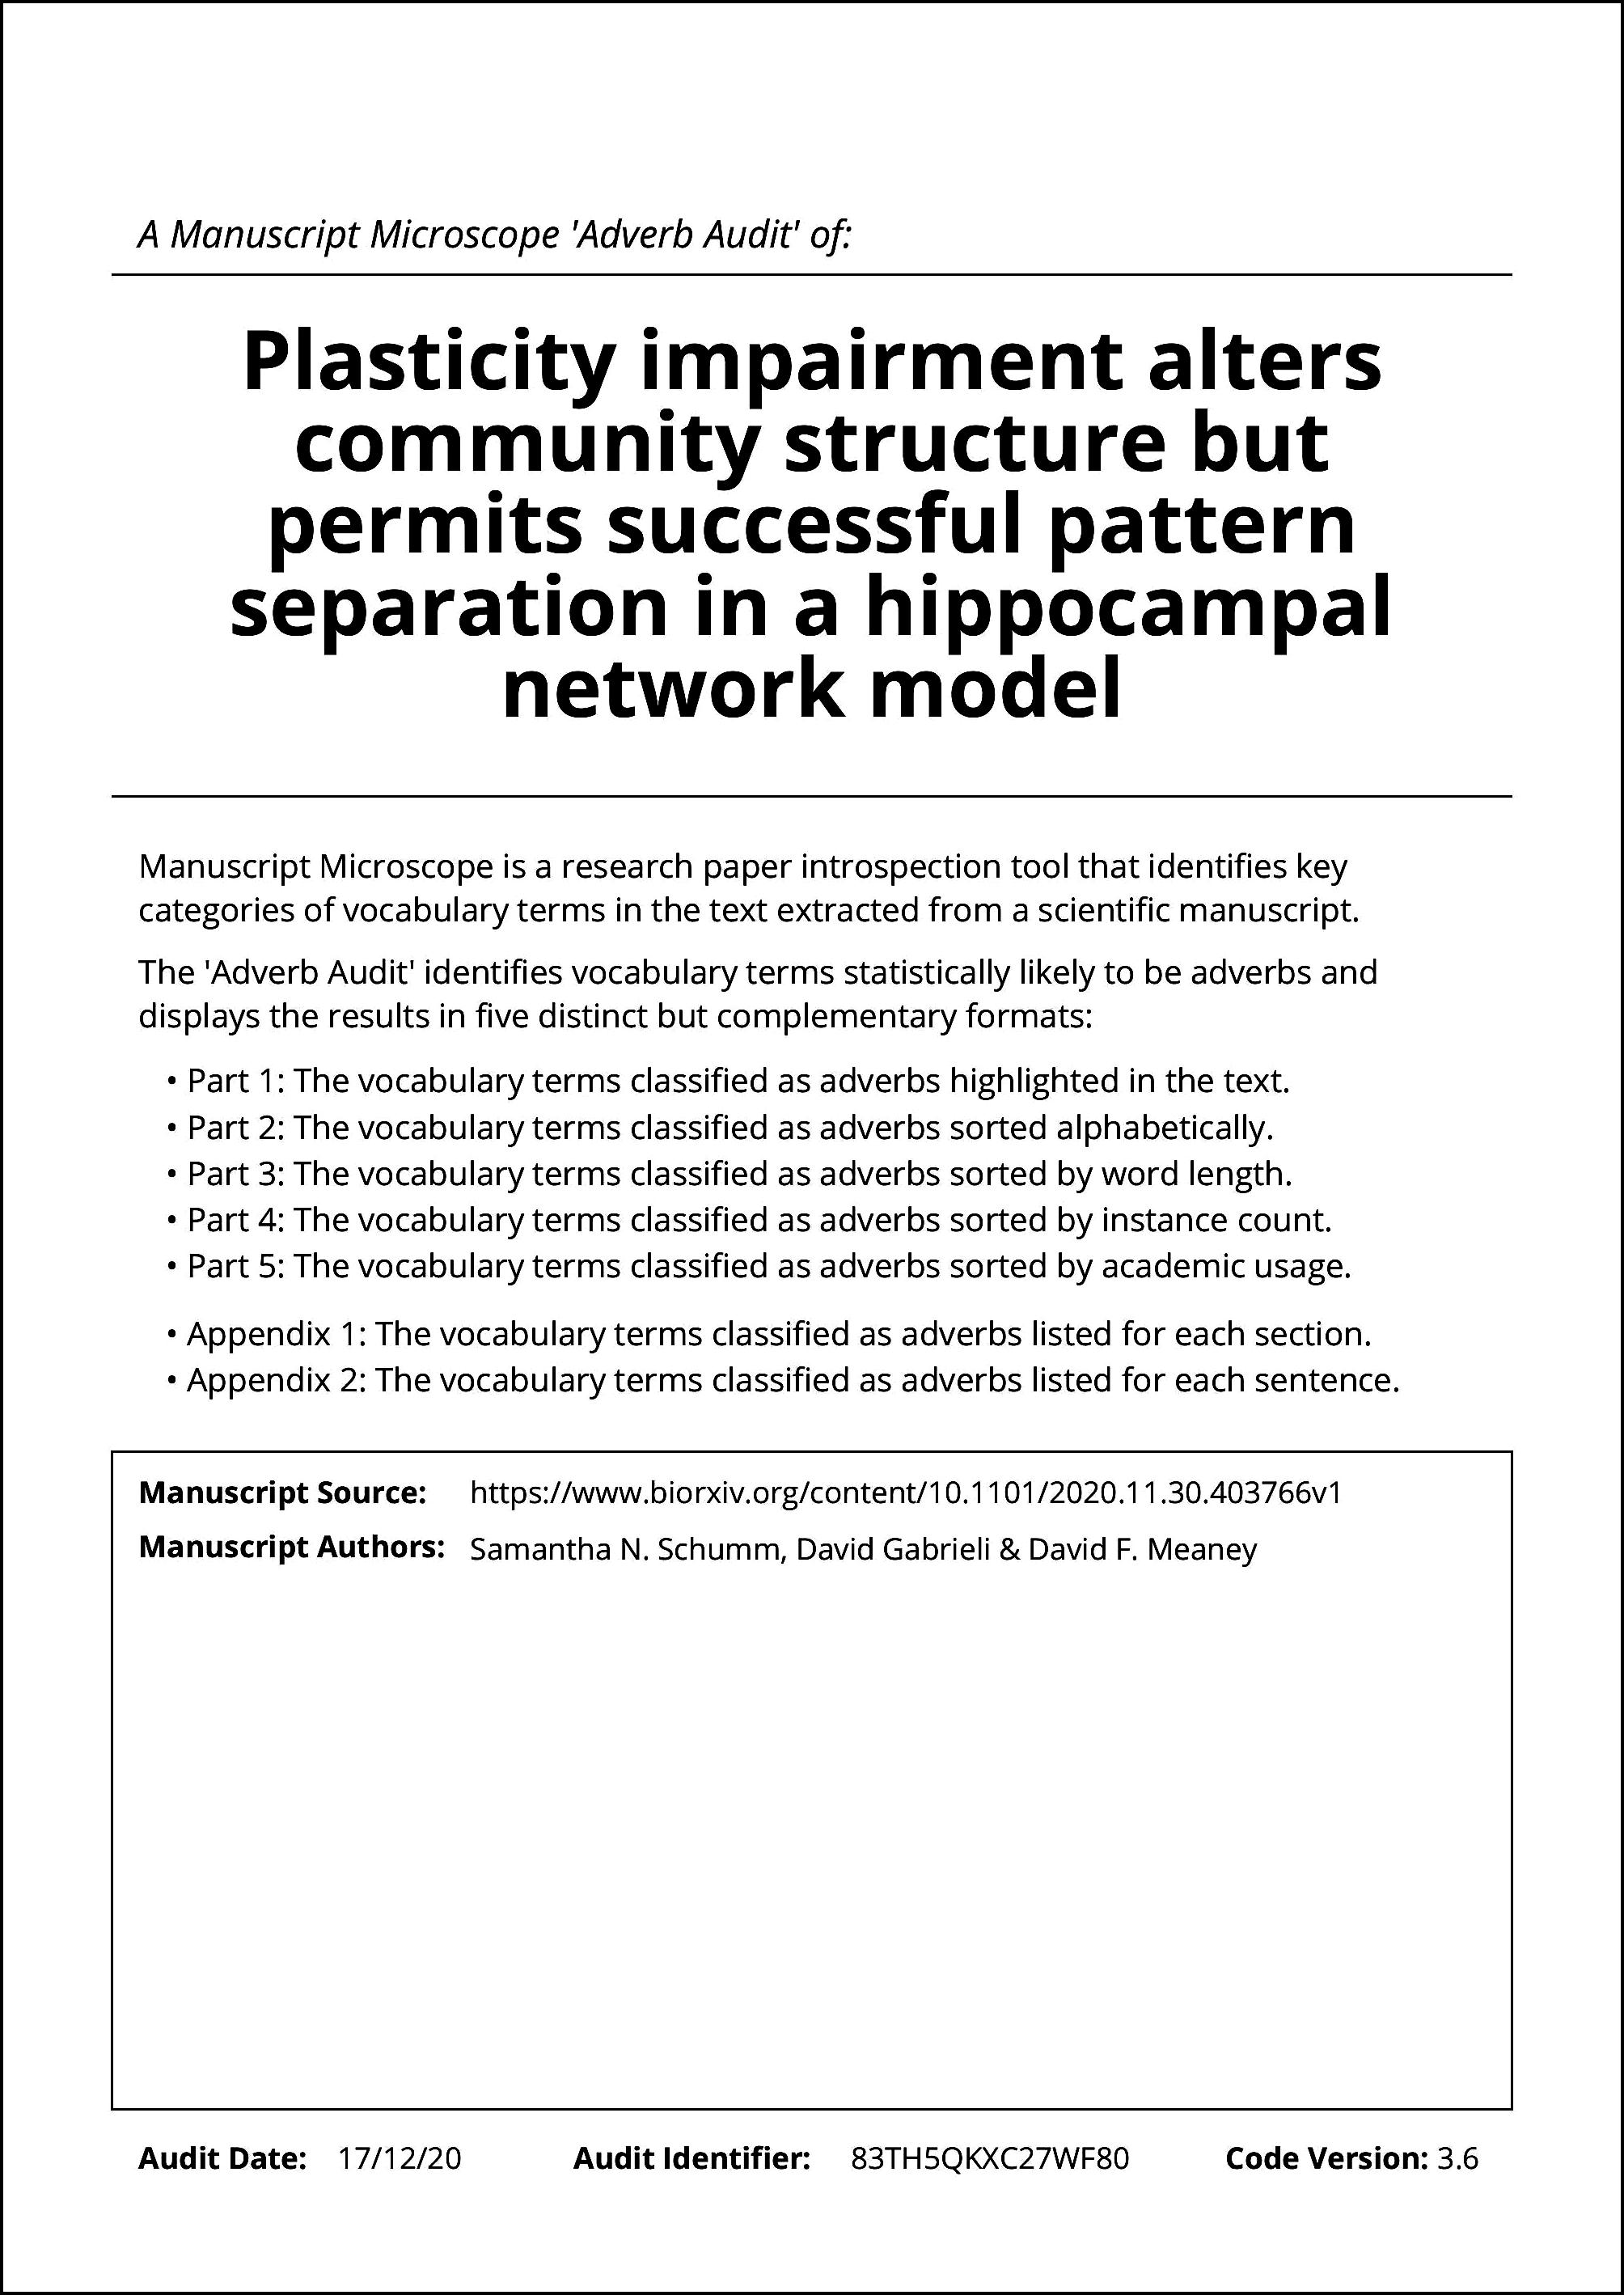 A Manuscript Microscope 'Adverb Audit' of:
Plasticity impairment alters
community structure but
permits successful pattern
separation in a hippocampal
network model
Manuscript Microscope is a research paper introspection tool that identifies key
categories of vocabulary terms in the text extracted from a scientific manuscript.
The 'Adverb Audit' identifies vocabulary terms statistically likely to be adverbs and
displays the results in five distinct but complementary formats:
• Part 1: The vocabulary terms classified as adverbs highlighted in the text.
• Part 2: The vocabulary terms classified as adverbs sorted alphabetically.
• Part 3: The vocabulary terms classified as adverbs sorted by word length.
• Part 4: The vocabulary terms classified as adverbs sorted by instance count.
• Part 5: The vocabulary terms classified as adverbs sorted by academic usage.
• Appendix 1: The vocabulary terms classified as adverbs listed for each section.
• Appendix 2: The vocabulary terms classified as adverbs listed for each sentence.
Manuscript Source: https://www.biorxiv.org/content/10.1101/2020.11.30.403766v1
Manuscript Authors: Samantha N. Schumm, David Gabrieli & David F. Meaney
Audit Date: 17/12/20 Audit Identifier: 83TH5QKXC27WF80 Code Version: 3.6